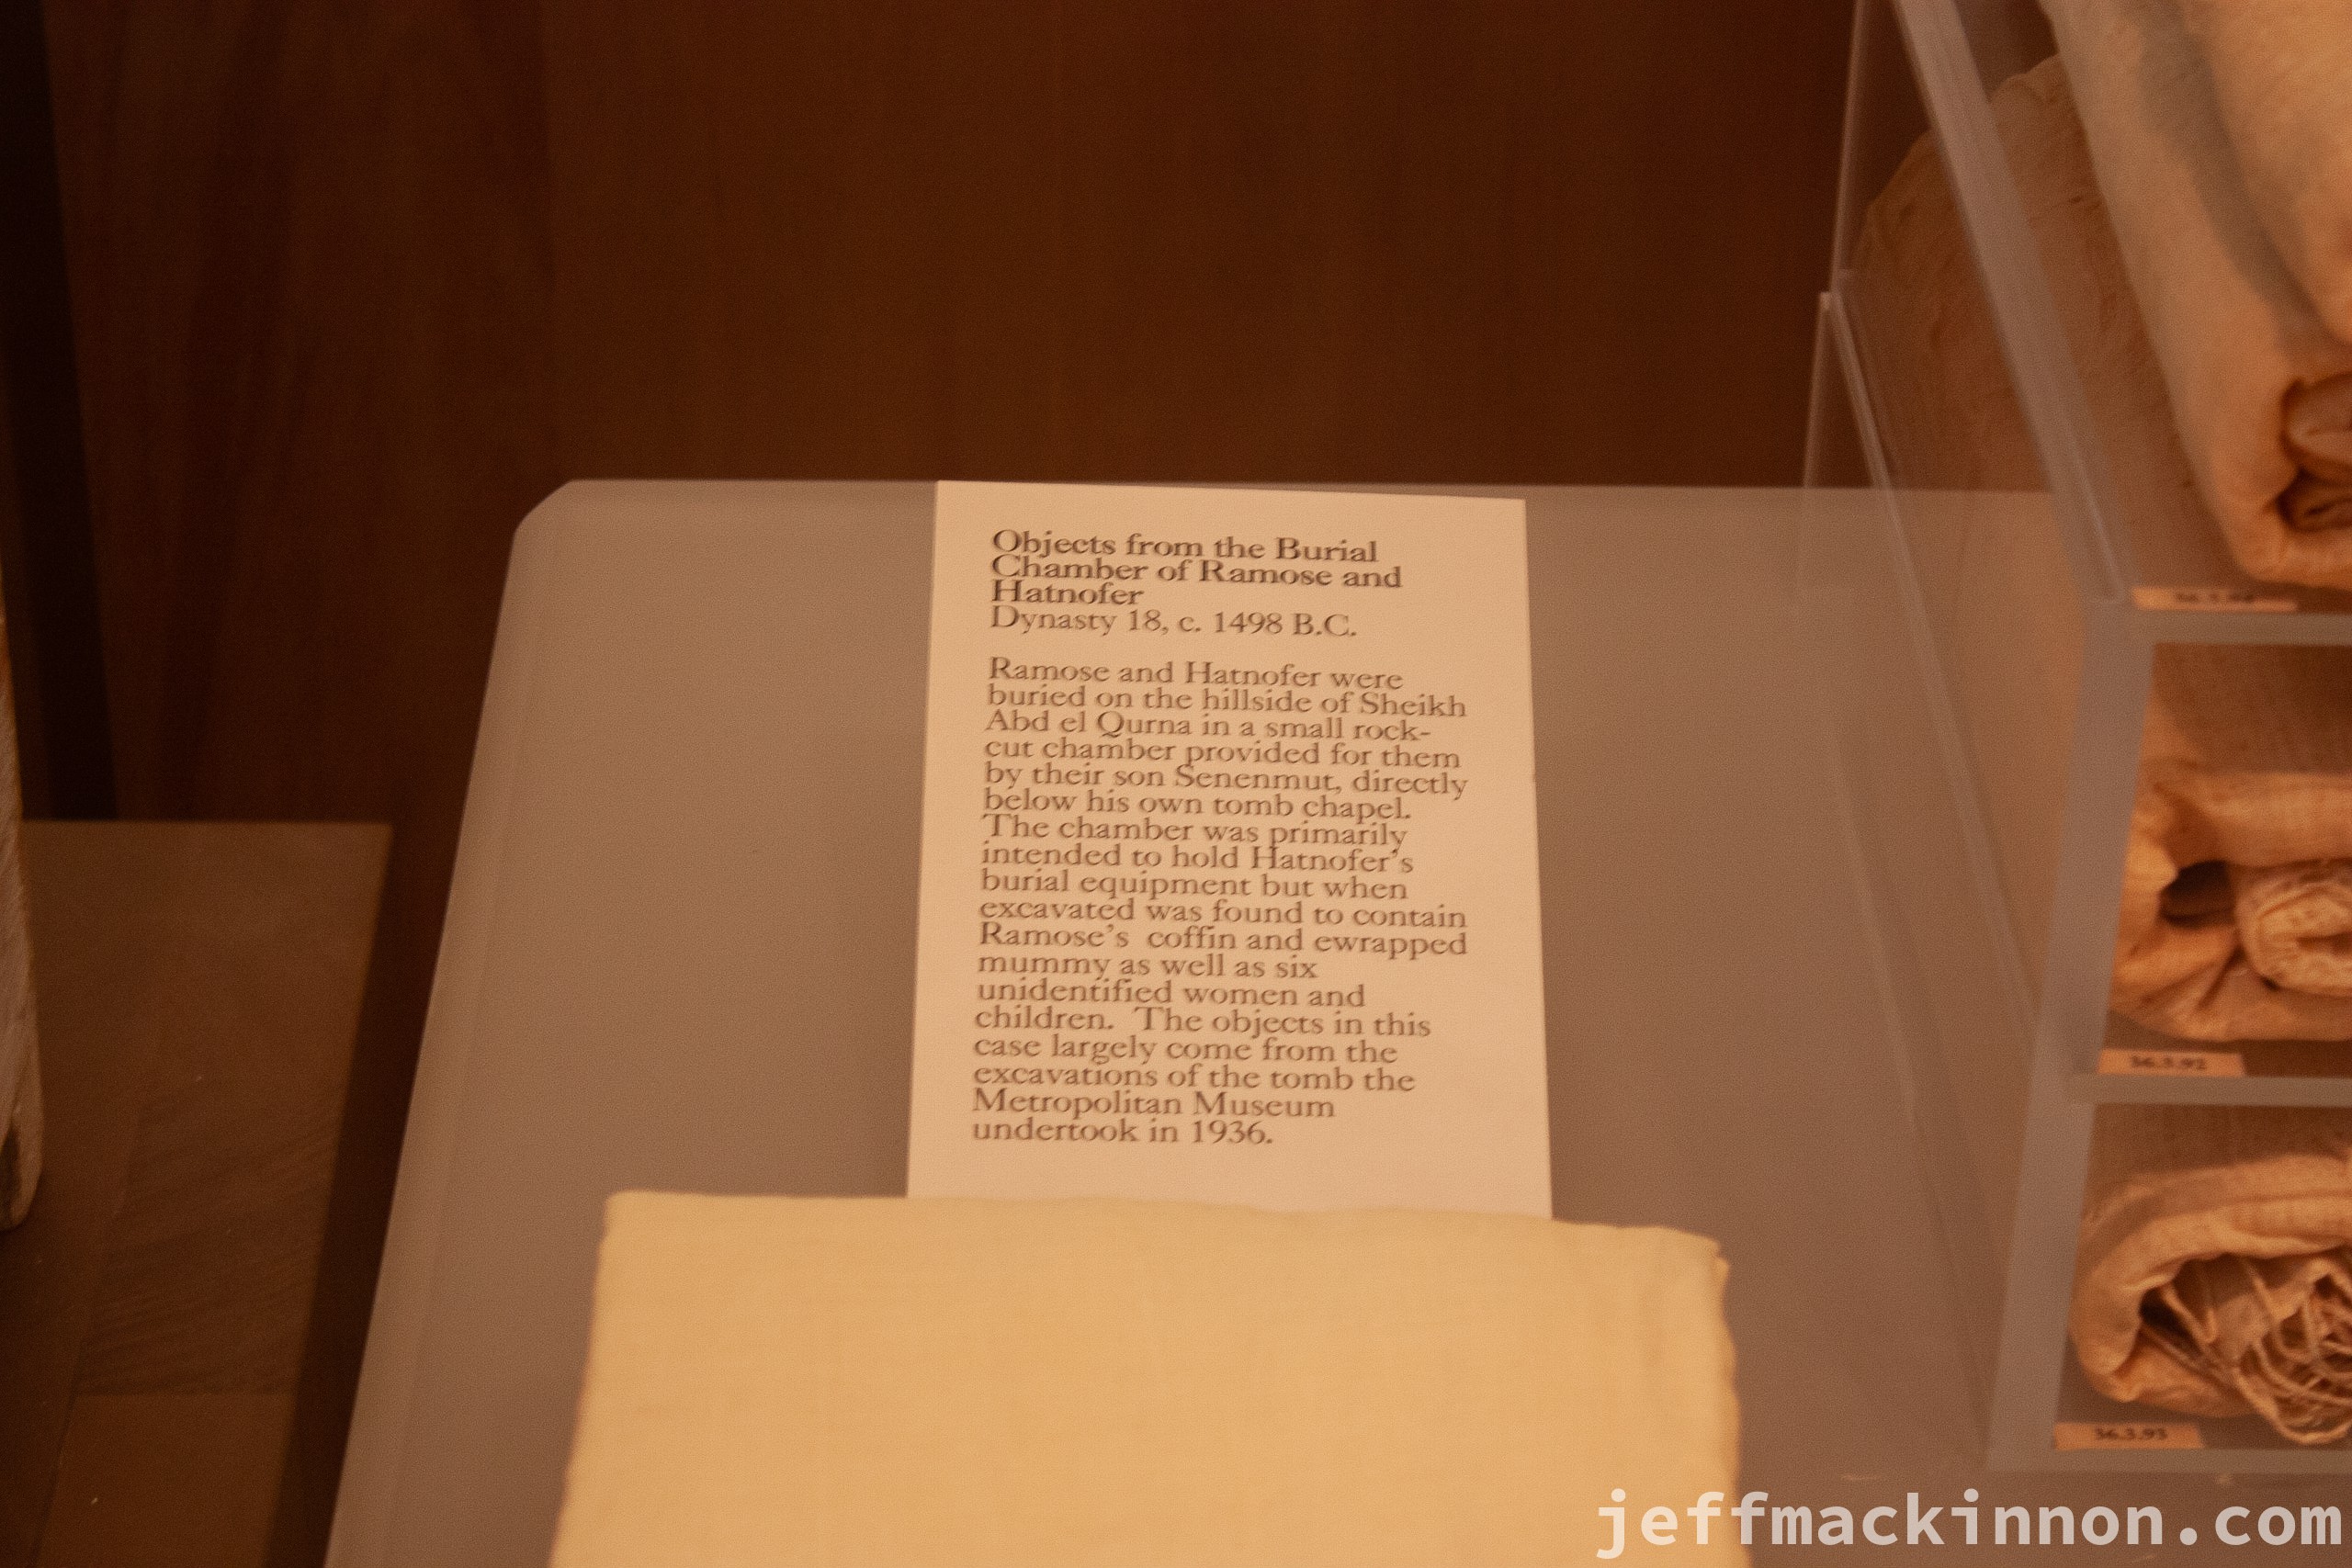 Objects from the Burial
Chamber of Ramose and
Hatnofer
Dynasty 18, c. 1498 B.C.
Ramose and Hatnofer were
buried on the hillside of Sheikh
Abd el Qurna in a small rock-
cut chamber provided for them
by their son Senenmut, directly
below his own tomb chapel.
The chamber was primarily
intended to hold Hatnofer's
burial equipment but when
excavated was found to contain
Ramose's coffin and ewrapped
mummy as well as six
unidentified women and
children. The objects in this
case largely come from the
excavations of the tomb the
Metropolitan Museum
undertook in 1936.
36.3.92
36.3.93
jeffmackinnon.com